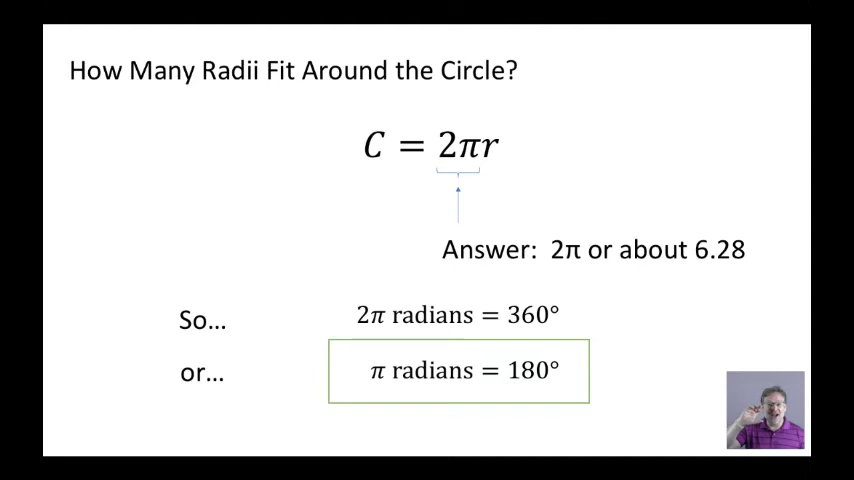 How Many Radii Fit Around the Circle?
C = 2πr
Answer: 2π or about 6.28
So... 2π radians = 360°
or... π radians = 180°